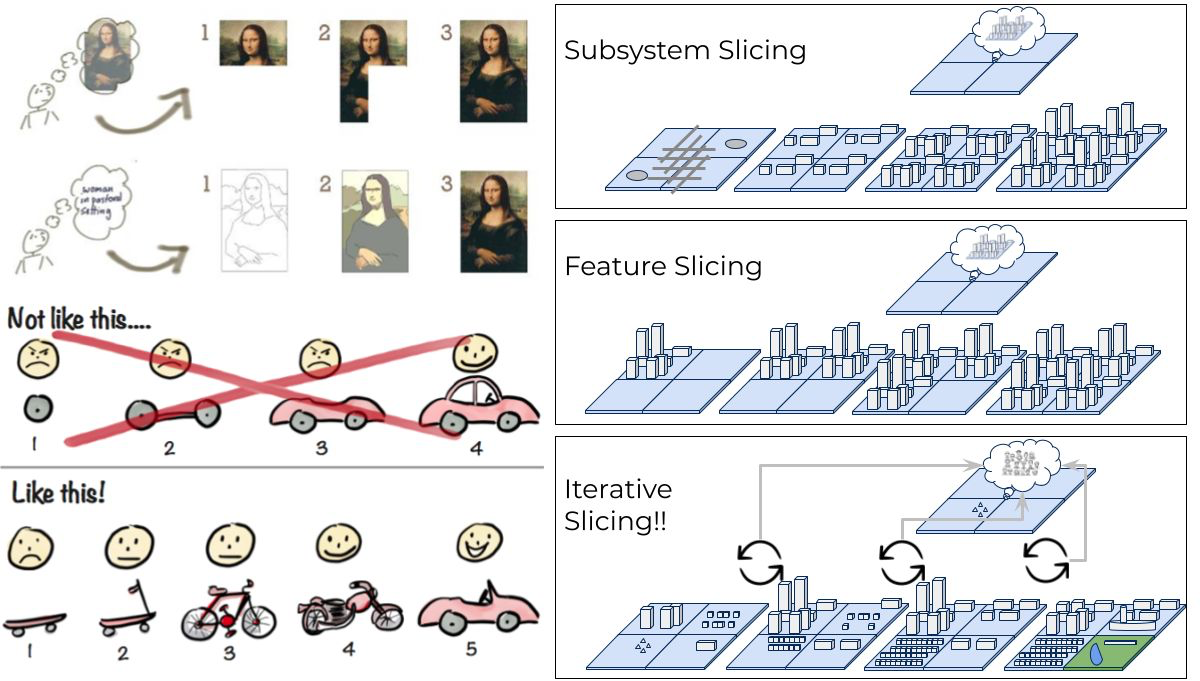 1 2 3
woman
in pastoral
setting
1 2 3
Not like this....
1 2 3 4
Like this!
1 2 3 4 5
Subsystem Slicing
Feature Slicing
Iterative
Slicing!!